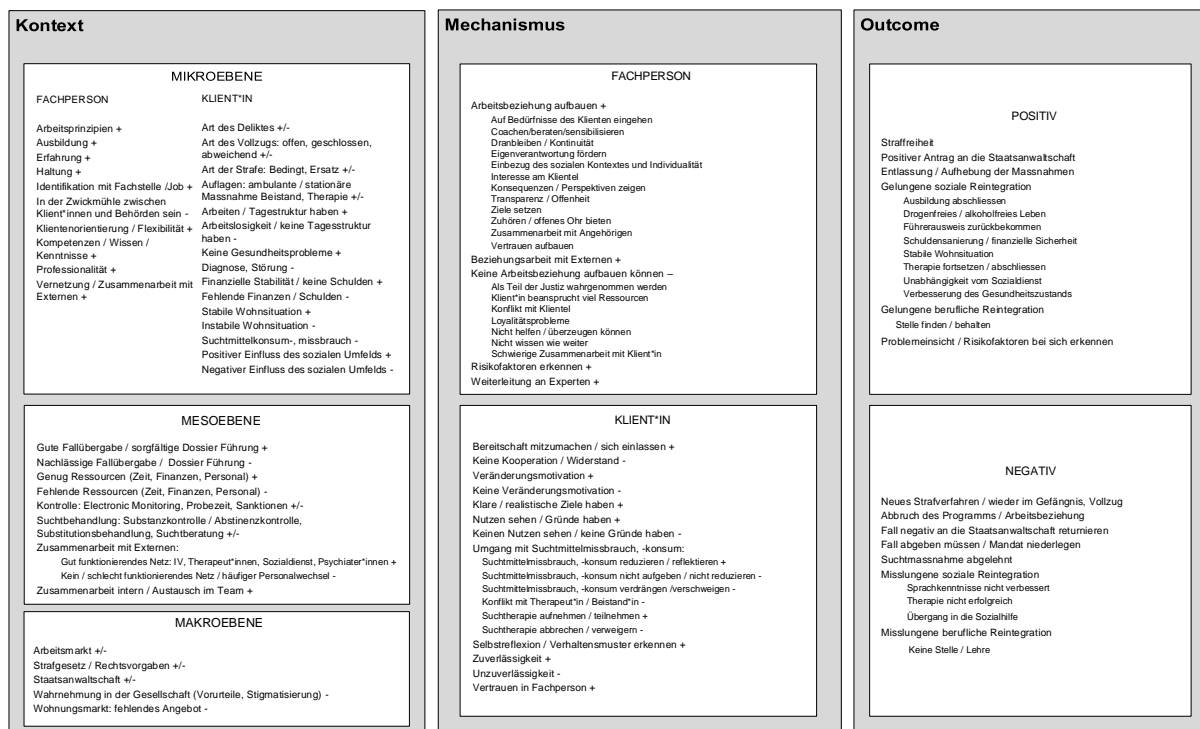 Kontext
MIKROEBENE
FACHPERSON
Arbeitsprinzipien +
Ausbildung +
Erfahrung +
Haltung +
Identifikation mit Fachstelle /Job +
In der Zwickmühle zwischen
Klient*innen und Behörden sein -
Klientenorientierung / Flexibilität +
Kompetenzen / Wissen /
Kenntnisse +
Professionalität +
Vernetzung / Zusammenarbeit mit
Externen +
KLIENT*IN
Art des Deliktes +/-
Art des Vollzugs: offen, geschlossen,
abweichend +/-
Art der Strafe: Bedingt, Ersatz +/-
Auflagen: ambulante / stationäre
Massnahme Beistand, Therapie +/-
Arbeiten / Tagestruktur haben +
Arbeitslosigkeit / keine Tagesstruktur
haben -
Keine Gesundheitsprobleme +
Diagnose, Störung -
Finanzielle Stabilität / keine Schulden +
Fehlende Finanzen / Schulden -
Stabile Wohnsituation +
Instabile Wohnsituation -
Suchtmittelkonsum-, missbrauch -
Positiver Einfluss des sozialen Umfelds +
Negativer Einfluss des sozialen Umfelds -
MESOEBENE
Gute Fallübergabe / sorgfältige Dossier Führung +
Nachlässige Fallübergabe / Dossier Führung -
Genug Ressourcen (Zeit, Finanzen, Personal) +
Fehlende Ressourcen (Zeit, Finanzen, Personal) -
Kontrolle: Electronic Monitoring, Probezeit, Sanktionen +/-
Suchtbehandlung: Substanzkontrolle / Abstinenzkontrolle,
Substitutionsbehandlung, Suchtberatung +/-
Zusammenarbeit mit Externen:
Gut funktionierendes Netz: IV, Therapeut*innen, Sozialdienst, Psychiater*innen +
Kein / schlecht funktionierendes Netz / häufiger Personalwechsel -
Zusammenarbeit intern / Austausch im Team +
MAKROEBENE
Arbeitsmarkt +/-
Strafgesetz / Rechtsvorgaben +/-
Staatsanwaltschaft +/-
Wahrnehmung in der Gesellschaft (Vorurteile, Stigmatisierung) -
Wohnungsmarkt: fehlendes Angebot -
Mechanismus
FACHPERSON
Arbeitsbeziehung aufbauen +
Auf Bedürfnisse des Klienten eingehen
Coachen/beraten/sensibilisieren
Dranbleiben / Kontinuität
Eigenverantwortung fördern
Einbezug des sozialen Kontextes und Individualität
Interesse am Klientel
Konsequenzen / Perspektiven zeigen
Transparenz / Offenheit
Ziele setzen
Zuhören / offenes Ohr bieten
Zusammenarbeit mit Angehörigen
Vertrauen aufbauen
Beziehungsarbeit mit Externen +
Keine Arbeitsbeziehung aufbauen können –
Als Teil der Justiz wahrgenommen werden
Klient*in beansprucht viel Ressourcen
Konflikt mit Klientel
Loyalitätsprobleme
Nicht helfen / überzeugen können
Nicht wissen wie weiter
Schwierige Zusammenarbeit mit Klient*in
Risikofaktoren erkennen +
Weiterleitung an Experten +
KLIENT*IN
Bereitschaft mitzumachen / sich einlassen +
Keine Kooperation / Widerstand -
Veränderungsmotivation +
Keine Veränderungsmotivation -
Klare / realistische Ziele haben +
Nutzen sehen / Gründe haben +
Keinen Nutzen sehen / keine Gründe haben -
Umgang mit Suchtmittelmissbrauch, -konsum:
Suchtmittelmissbrauch, -konsum reduzieren / reflektieren +
Suchtmittelmissbrauch, -konsum nicht aufgeben / nicht reduzieren -
Suchtmittelmissbrauch, -konsum verdrängen /verschweigen -
Konflikt mit Therapeut*in / Beistand*in -
Suchttherapie aufnehmen / teilnehmen +
Suchttherapie abbrechen / verweigern -
Selbstreflexion / Verhaltensmuster erkennen +
Zuverlässigkeit +
Unzuverlässigkeit -
Vertrauen in Fachperson +
Outcome
POSITIV
Straffreiheit
Positiver Antrag an die Staatsanwaltschaft
Entlassung / Aufhebung der Massnahmen
Gelungene soziale Reintegration
Ausbildung abschliessen
Drogenfreies / alkoholfreies Leben
Führerausweis zurückbekommen
Schuldensanierung / finanzielle Sicherheit
Stabile Wohnsituation
Therapie fortsetzen / abschliessen
Unabhängigkeit vom Sozialdienst
Verbesserung des Gesundheitszustands
Gelungene berufliche Reintegration
Stelle finden / behalten
Problemeinsicht / Risikofaktoren bei sich erkennen
NEGATIV
Neues Strafverfahren / wieder im Gefängnis, Vollzug
Abbruch des Programms / Arbeitsbeziehung
Fall negativ an die Staatsanwaltschaft returnieren
Fall abgeben müssen / Mandat niederlegen
Suchtmassnahme abgelehnt
Misslungene soziale Reintegration
Sprachkenntnisse nicht verbessert
Therapie nicht erfolgreich
Übergang in die Sozialhilfe
Misslungene berufliche Reintegration
Keine Stelle / Lehre